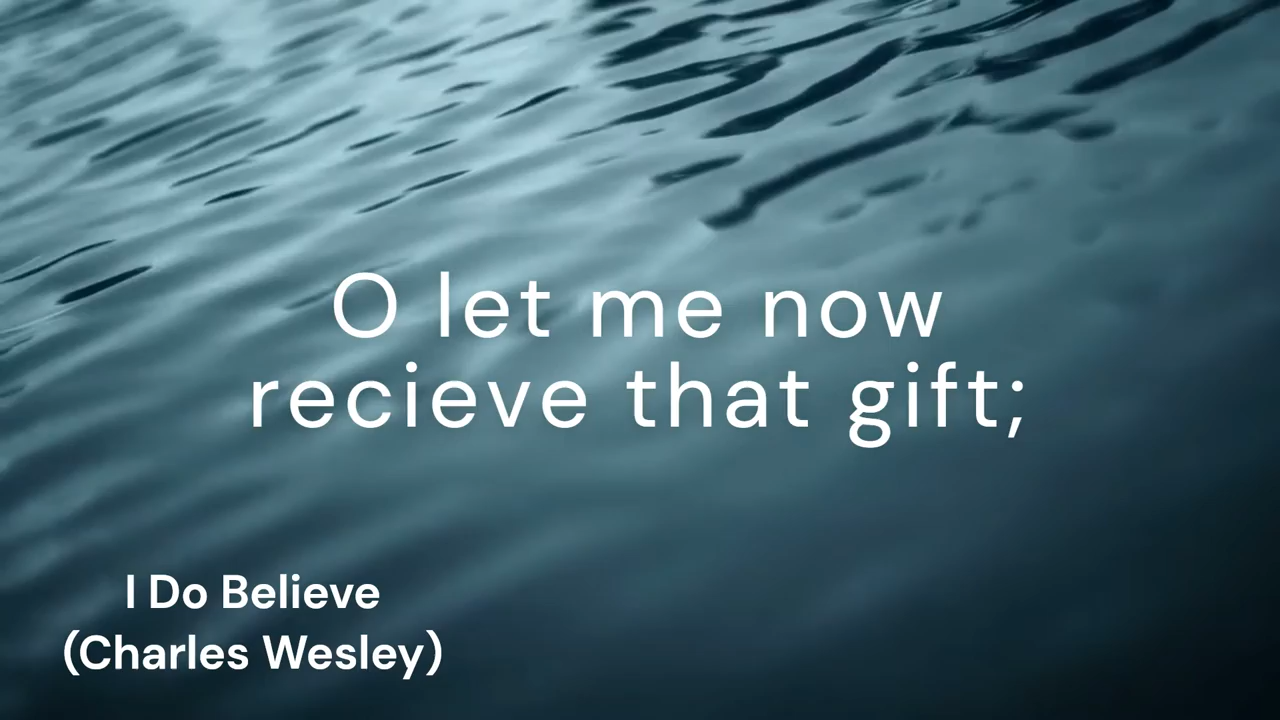 O let me now
recieve that gift;
I Do Believe
(Charles Wesley)